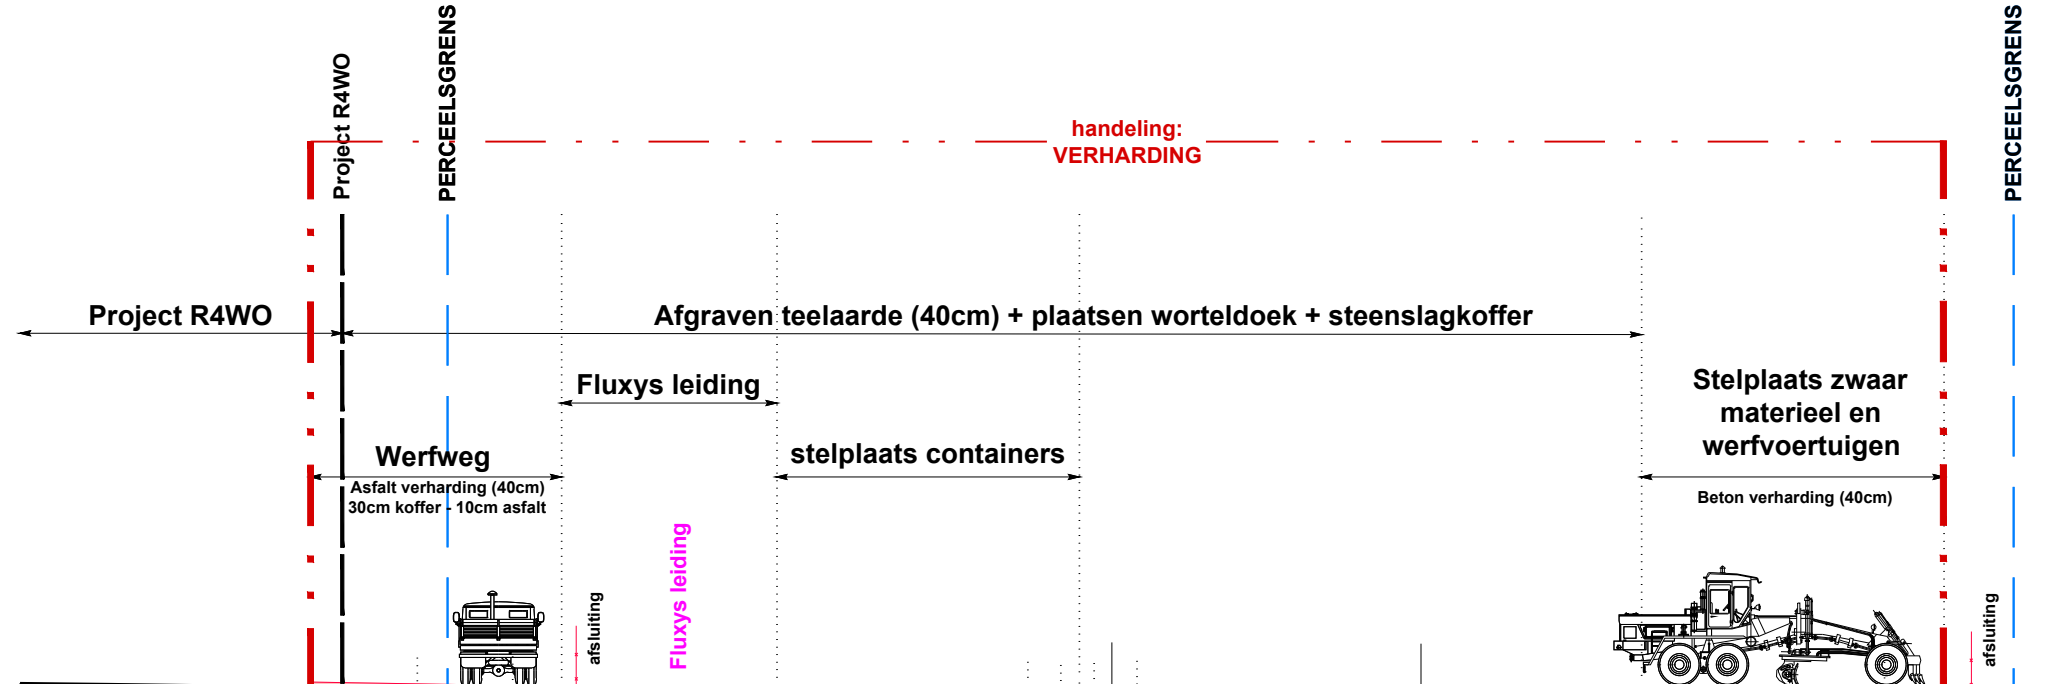 Project R4WO
PERCEELSGRENS
PERCEELSGRENS
handeling:
VERHARDING
Project R4WO
Afgraven teelaarde (40cm) + plaatsen worteldoek + steenslagkoffer
Fluxys leiding
Stelplaats zwaar
materieel en
werfvoertuigen
Werfweg
stelplaats containers
Asfalt verharding (40cm)
30cm koffer - 10cm asfalt
Beton verharding (40cm)
Fluxys leiding
afsluiting
afsluiting